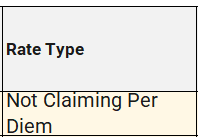 Rate Type
Not Claiming Per
Diem